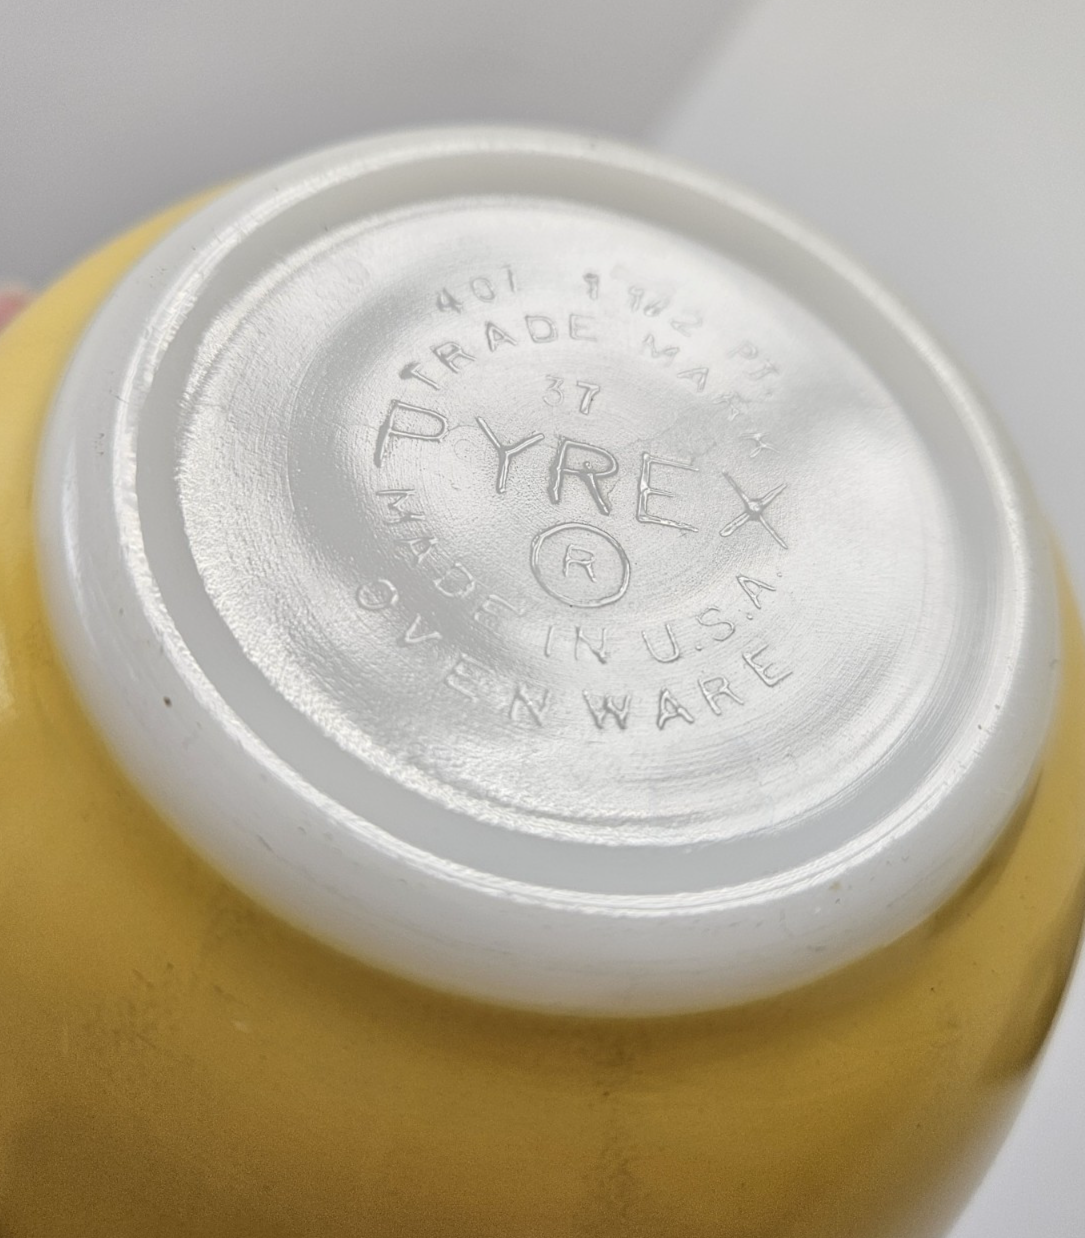 401 1 1/2 PT.
TRADE MARK
37
PYREX
®
MADE IN U.S.A.
OVENWARE